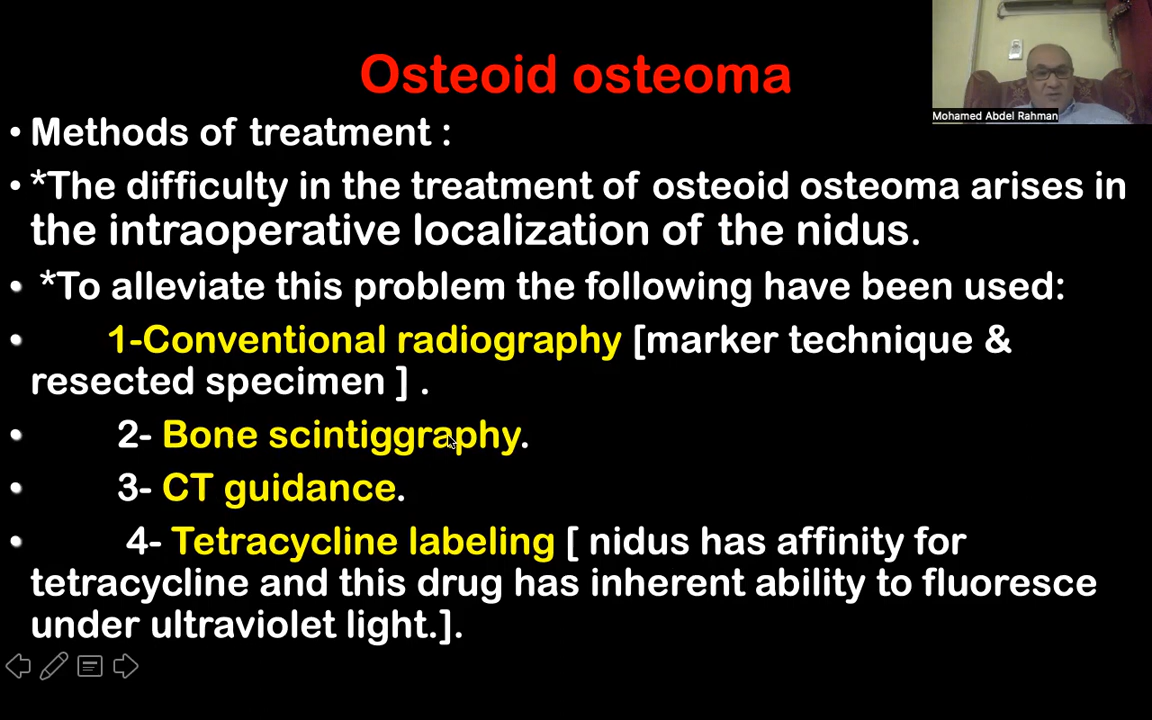 Osteoid osteoma
Mohamed Abdel Rahman
• Methods of treatment :
• *The difficulty in the treatment of osteoid osteoma arises in
the intraoperative localization of the nidus.
• *To alleviate this problem the following have been used:
• 1-Conventional radiography [marker technique &
resected specimen ] .
• 2- Bone scintiggraphy.
• 3- CT guidance.
• 4- Tetracycline labeling [ nidus has affinity for
tetracycline and this drug has inherent ability to fluoresce
under ultraviolet light.].